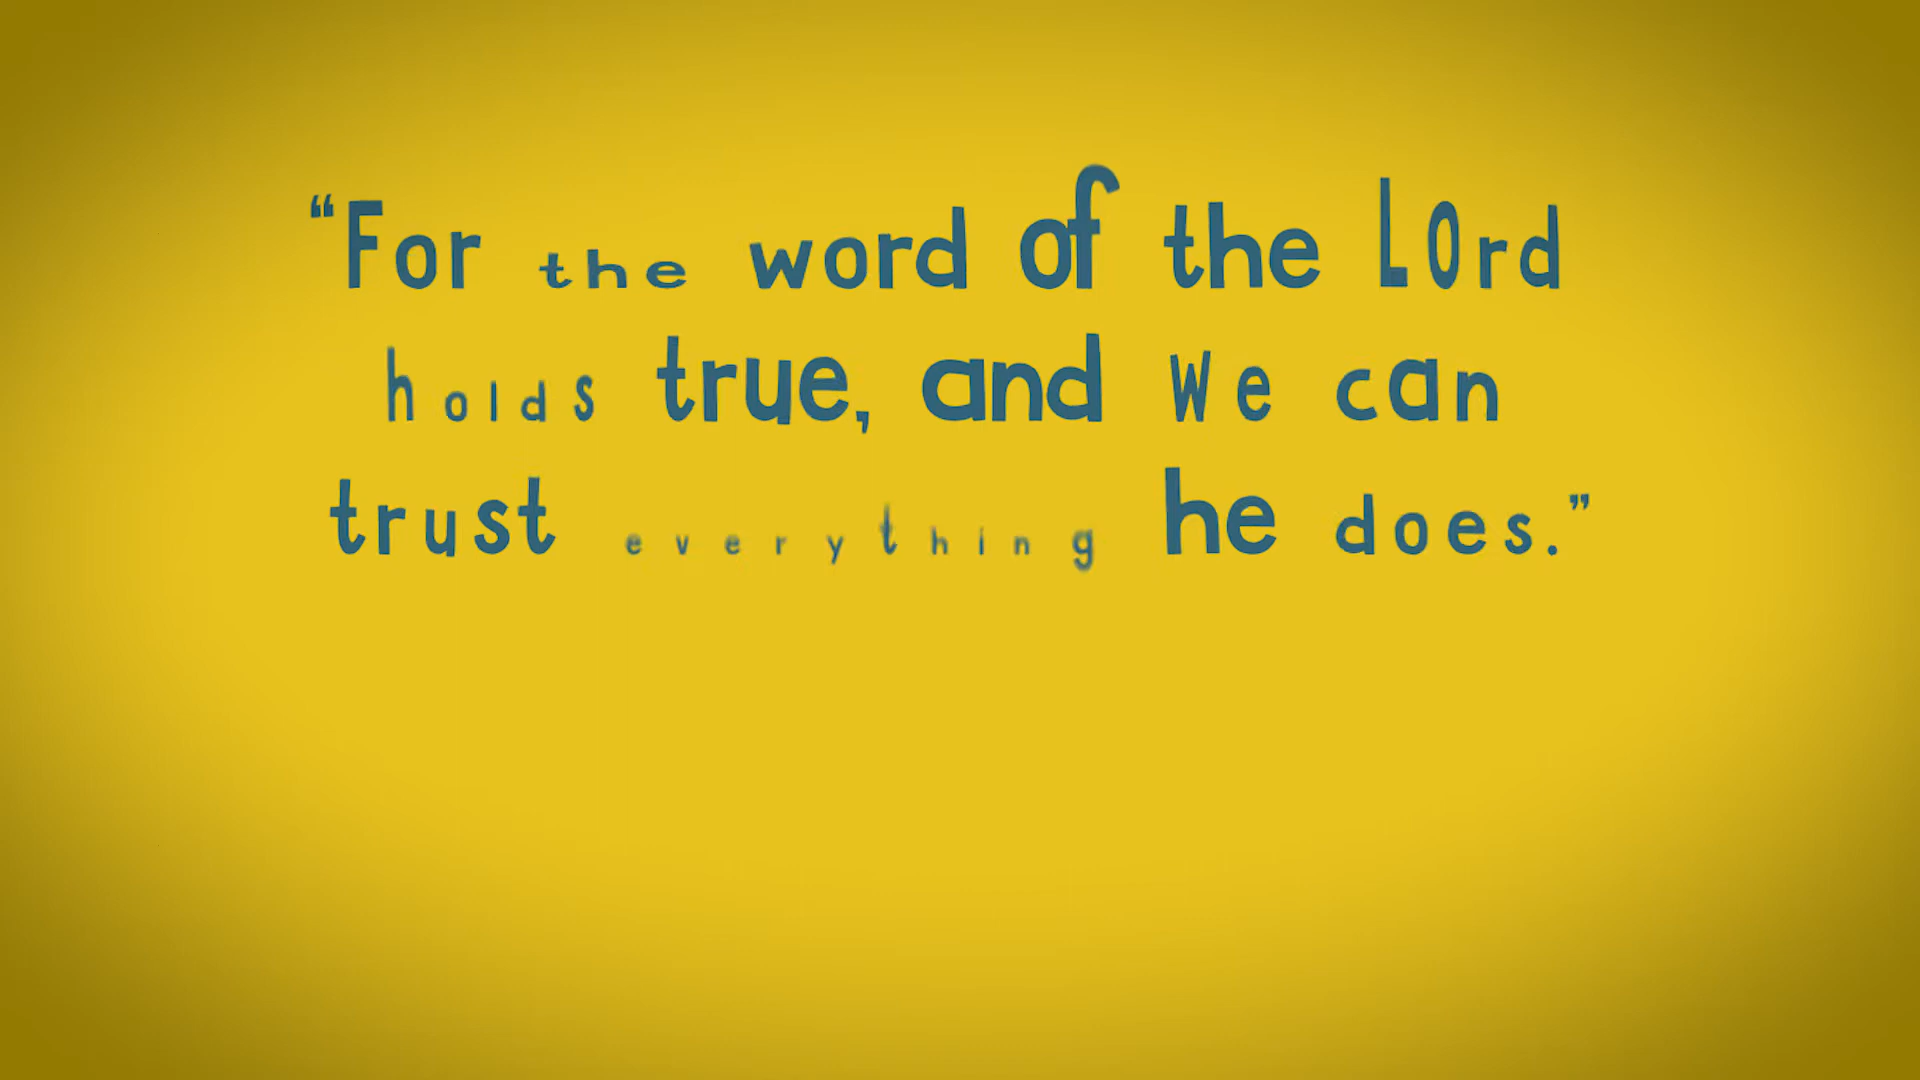 “For the word of the LOrd
holds true, and we can
trust everything he does.”